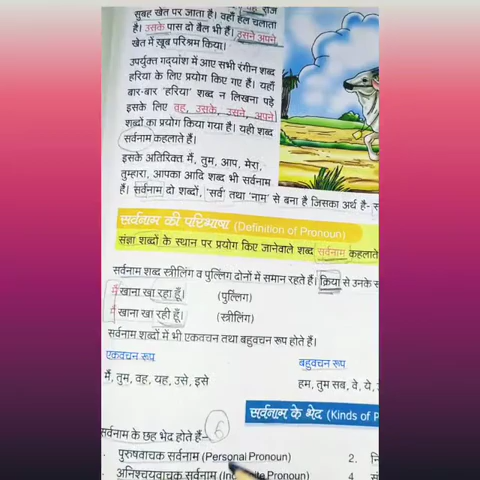 सुबह खेत पर जाता है। वहाँ हल चलाता
है। उसके पास दो बैल भी हैं। उसने अपने
खेत में ख़ूब परिश्रम किया।
उपर्युक्त गद्यांश में आए सभी रंगीन शब्द
हरिया के लिए प्रयोग किए गए हैं। यहाँ
बार-बार 'हरिया' शब्द न लिखना पड़े
इसके लिए वह, उसके, उसने, अपने
शब्दों का प्रयोग किया गया है। यही शब्द
सर्वनाम कहलाते हैं।
इसके अतिरिक्त मैं, तुम, आप, मेरा,
तुम्हारा, आपका आदि शब्द भी सर्वनाम
हैं। सर्वनाम दो शब्दों, 'सर्व' तथा 'नाम' से बना है जिसका अर्थ है-
सर्वनाम की परिभाषा (Definition of Pronoun)
संज्ञा शब्दों के स्थान पर प्रयोग किए जानेवाले शब्द सर्वनाम कहलाते
सर्वनाम शब्द स्त्रीलिंग व पुल्लिंग दोनों में समान रहते हैं। क्रिया से उनके
मैं खाना खा रहा हूँ। (पुल्लिंग)
मैं खाना खा रही हूँ। (स्त्रीलिंग)
सर्वनाम शब्दों में भी एकवचन तथा बहुवचन रूप होते हैं।
एकवचन रूप बहुवचन रूप
मैं, तुम, वह, यह, उसे, इसे हम, तुम सब, वे, ये,
सर्वनाम के भेद (Kinds of P
सर्वनाम के छह भेद होते हैं- 6
पुरुषवाचक सर्वनाम (Personal Pronoun) 2.
अनिश्चयवाचक सर्वनाम Pronoun) 4